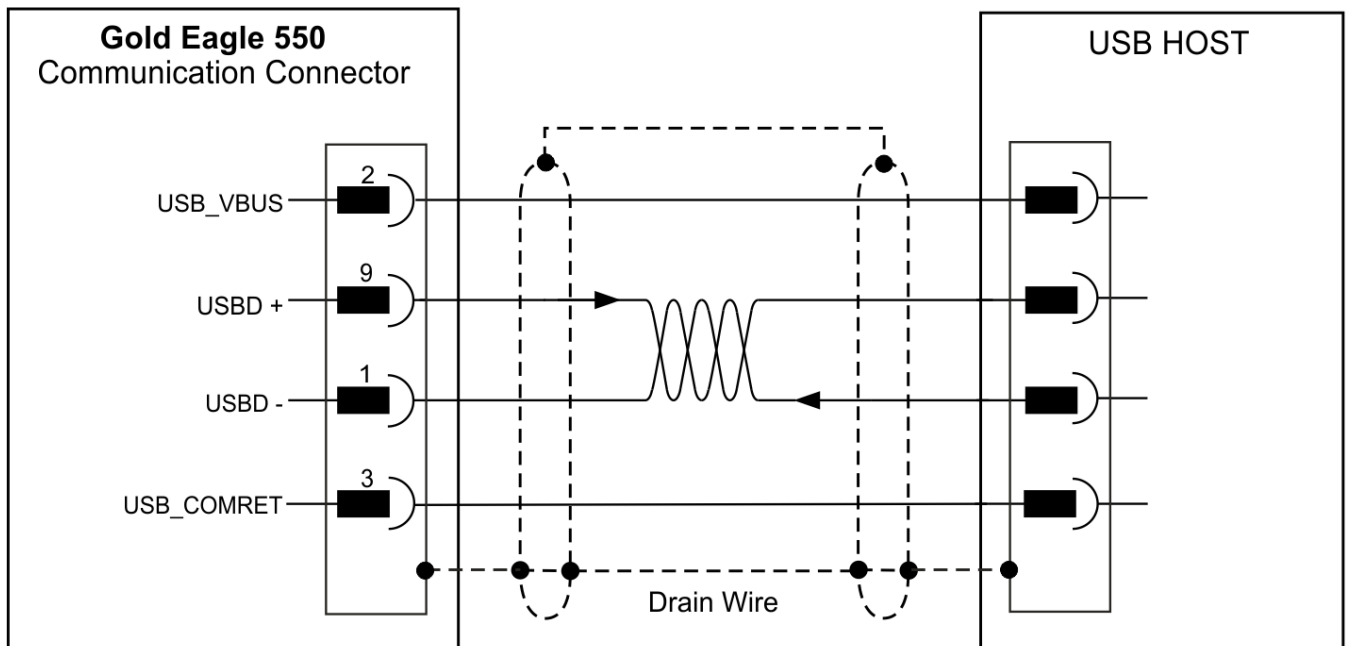 Gold Eagle 550
Communication Connector
USB HOST
2
USB_VBUS
9
USBD +
1
USBD -
3
USB_COMRET
Drain Wire